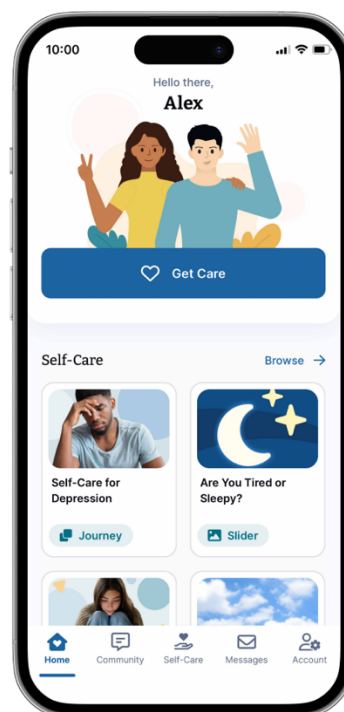 10:00
Hello there,
Alex
Get Care
Self-Care
Browse
Self-Care for
Depression
Are You Tired or
Sleepy?
Journey
Slider
Home
Community
Self-Care
Messages
Account